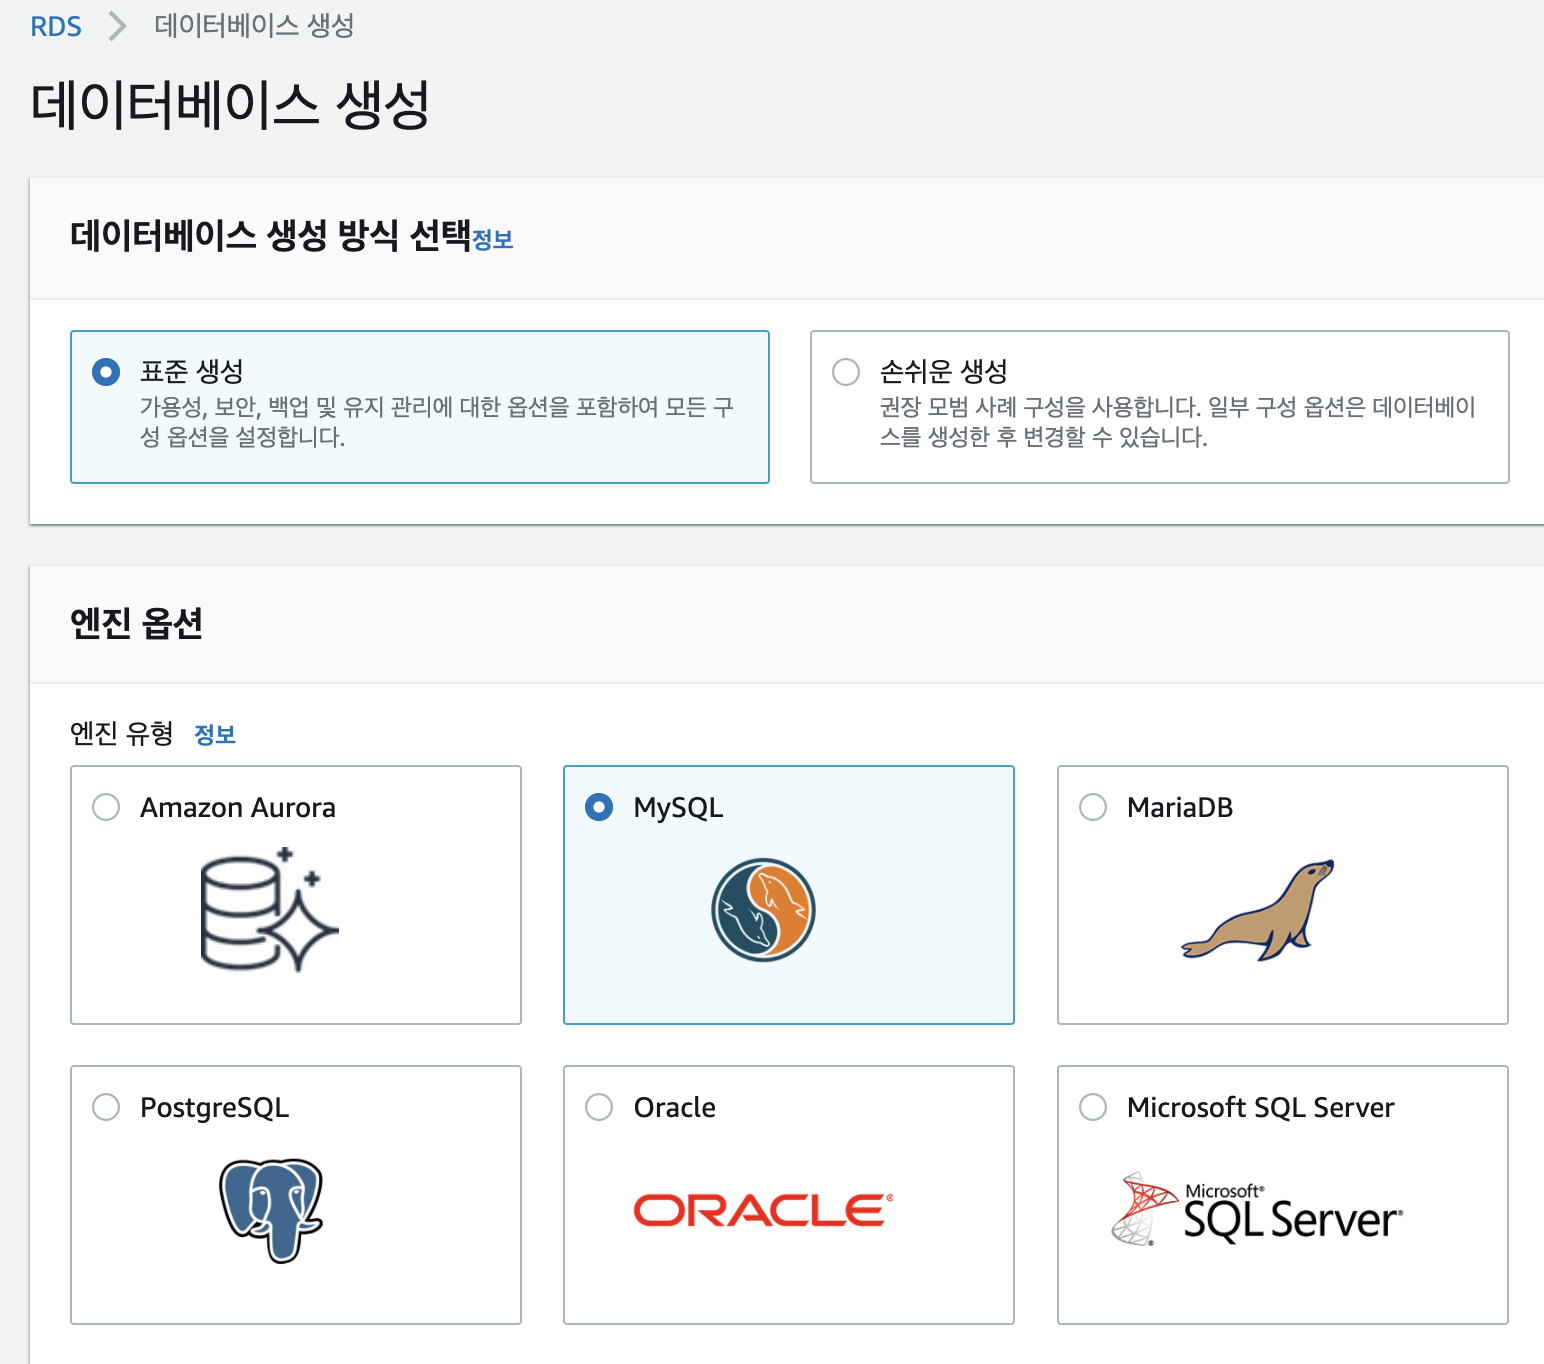 RDS > 데이터베이스 생성
데이터베이스 생성
데이터베이스 생성 방식 선택정보
표준 생성
가용성, 보안, 백업 및 유지 관리에 대한 옵션을 포함하여 모든 구
성 옵션을 설정합니다.
손쉬운 생성
권장 모범 사례 구성을 사용합니다. 일부 구성 옵션은 데이터베이
스를 생성한 후 변경할 수 있습니다.
엔진 옵션
엔진 유형 정보
Amazon Aurora
MySQL
MariaDB
PostgreSQL
Oracle
ORACLE®
Microsoft SQL Server
Microsoft®
SQL Server®